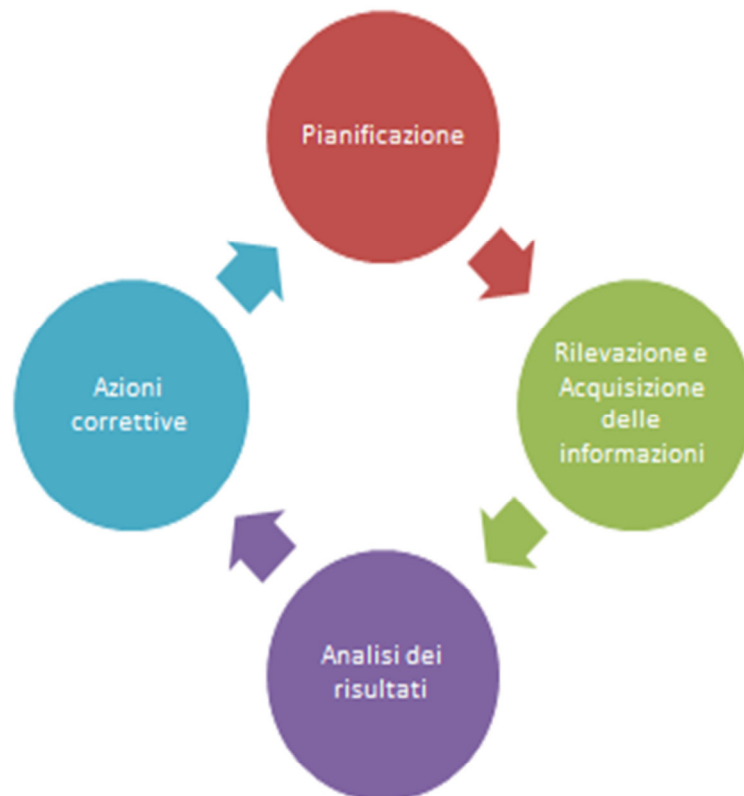 Pianificazione
Rilevazione e
Acquisizione
delle
informazioni
Analisi dei
risultati
Azioni
correttive